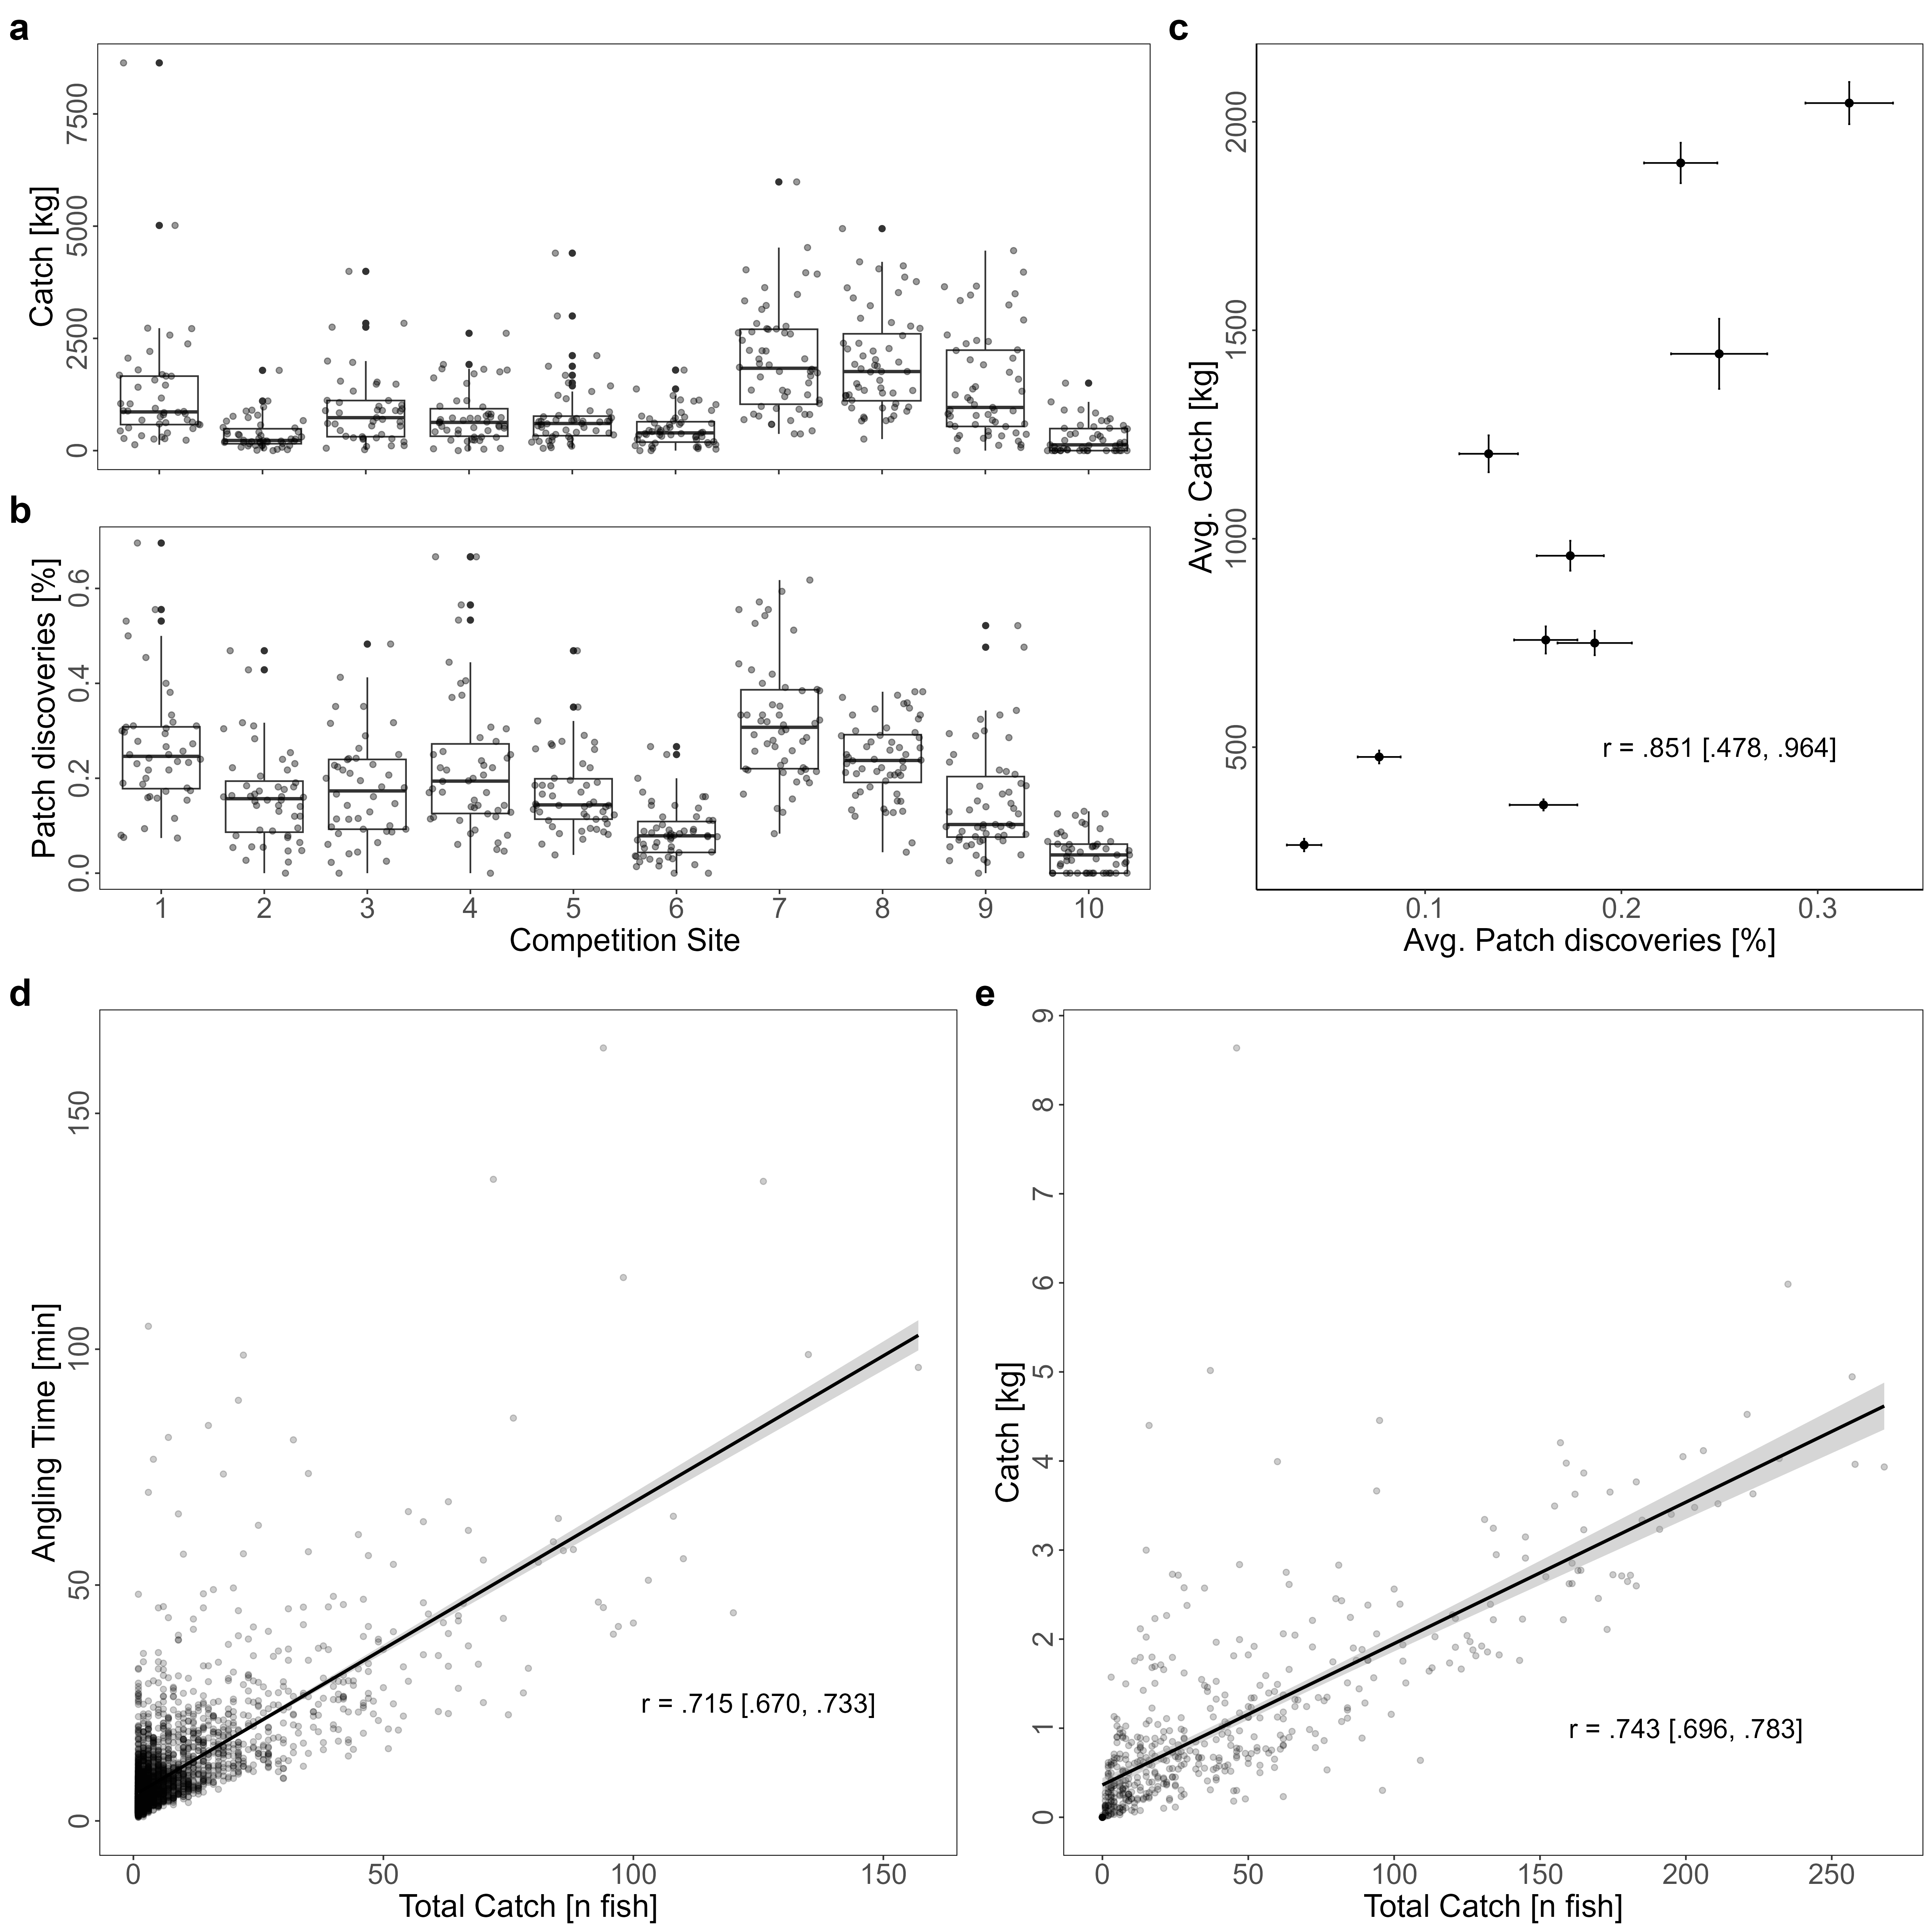 a
Catch [kg]
7500
5000
2500
0
b
Patch discoveries [%]
0.6
0.4
0.2
0.0
1 2 3 4 5 6 7 8 9 10
Competition Site
c
Avg. Catch [kg]
2000
1500
1000
500
r = .851 [.478, .964]
0.1 0.2 0.3
Avg. Patch discoveries [%]
d
Angling Time [min]
150
100
50
0
r = .715 [.670, .733]
0 50 100 150
Total Catch [n fish]
e
Catch [kg]
9
8
7
6
5
4
3
2
1
0
r = .743 [.696, .783]
0 50 100 150 200 250
Total Catch [n fish]